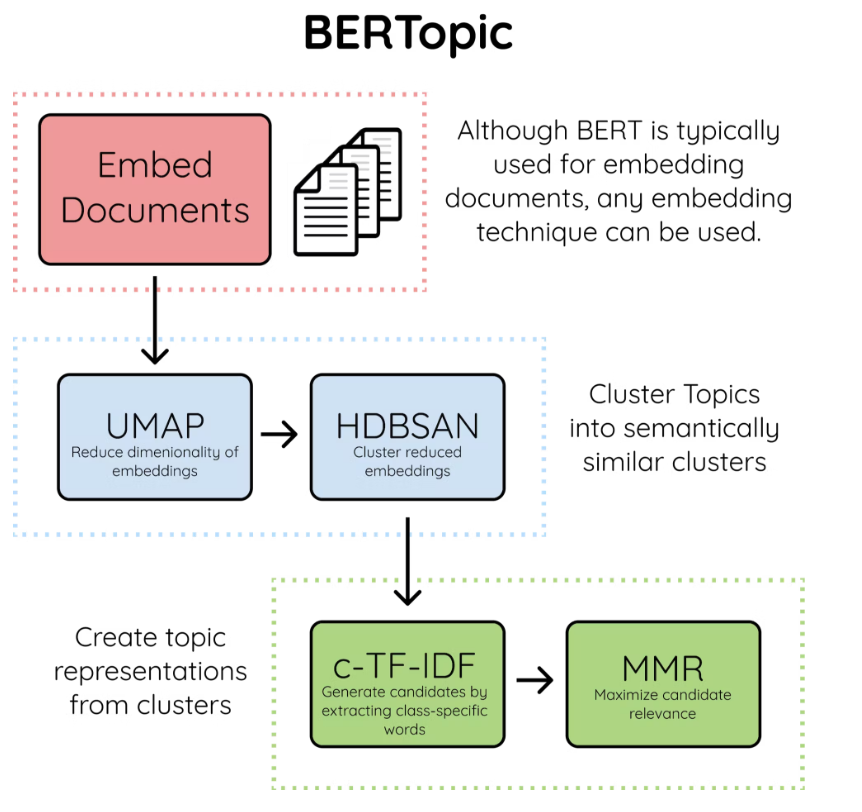 BERTopic
Embed
Documents
Although BERT is typically
used for embedding
documents, any embedding
technique can be used.
UMAP
Reduce dimenionality of
embeddings
HDBSAN
Cluster reduced
embeddings
Cluster Topics
into semantically
similar clusters
Create topic
representations
from clusters
c-TF-IDF
Generate candidates by
extracting class-specific
words
MMR
Maximize candidate
relevance